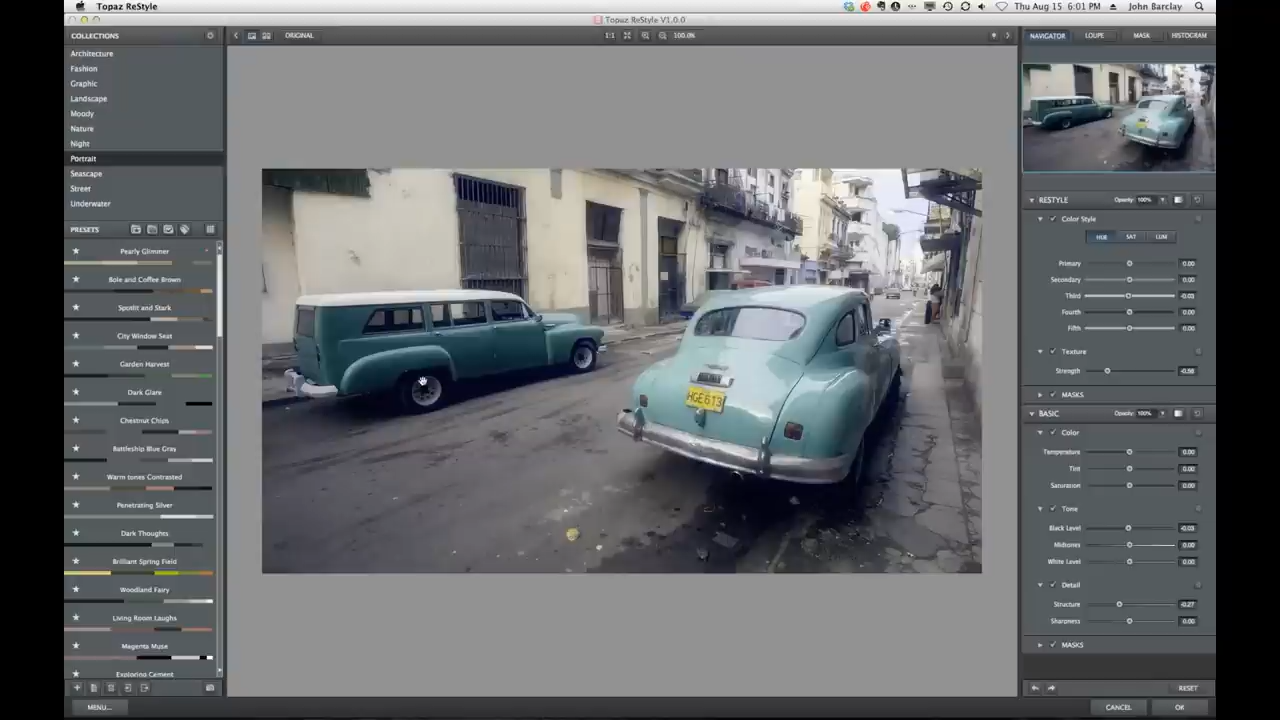 Topaz ReStyle
Thu Aug 15 6:01 PM
John Barclay
Topaz ReStyle V1.0.0
COLLECTIONS
ORIGINAL
1:1
100.0%
NAVIGATOR
LOUPE
MASK
HISTOGRAM
Architecture
Fashion
Graphic
Landscape
Moody
Nature
Night
Portrait
Seascape
Street
Underwater
PRESETS
Pearly Glimmer
Bole and Coffee Brown
Spotlit and Stark
City Window Seat
Garden Harvest
Dark Glare
Chestnut Chips
Battleship Blue Gray
Warm tones Contrasted
Penetrating Silver
Dark Thoughts
Brilliant Spring Field
Woodland Fairy
Living Room Laughs
Magenta Muse
Exploring Cement
MENU...
HGE613
RESTYLE
Opacity: 100%
Color Style
HUE SAT LUM
Primary 0.00
Secondary 0.00
Third -0.03
Fourth 0.00
Fifth 0.00
Texture
Strength -0.98
MASKS
BASIC
Opacity: 100%
Color
Temperature 0.00
Tint 0.00
Saturation 0.00
Tone
Black Level -0.03
Midtones 0.00
White Level 0.00
Detail
Structure -0.27
Sharpness 0.00
MASKS
RESET
CANCEL
OK